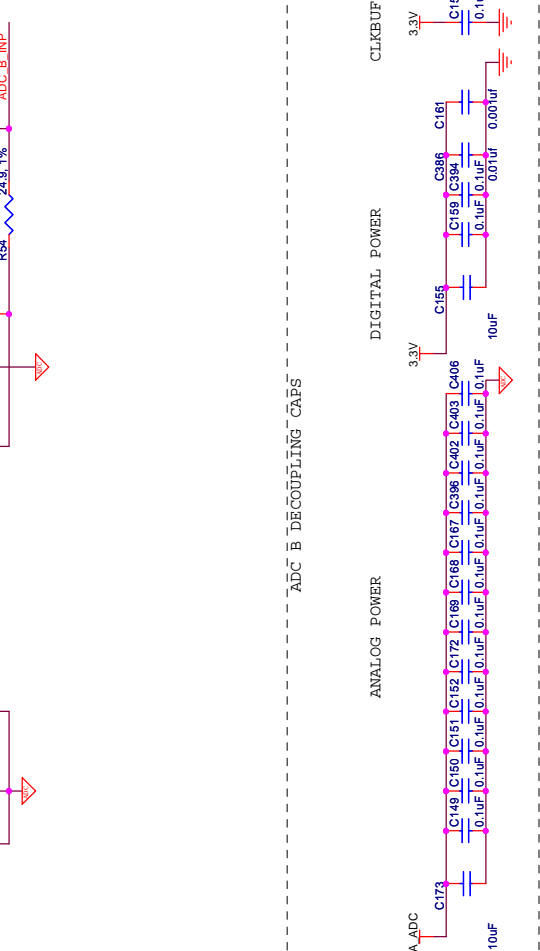 ADC_B_INP
24.9, 1%
R54
ADC
ADC
ADC B DECOUPLING CAPS
CLKBUF
3.3V
DIGITAL POWER
3.3V
C155
10uF
C159
0.1uF
C394
0.1uF
C386
0.01uf
C161
0.001uf
ANALOG POWER
A_ADC
C173
10uF
C149
0.1uF
C150
0.1uF
C151
0.1uF
C152
0.1uF
C172
0.1uF
C169
0.1uF
C168
0.1uF
C167
0.1uF
C396
0.1uF
C402
0.1uF
C403
0.1uF
C406
0.1uF
ADC